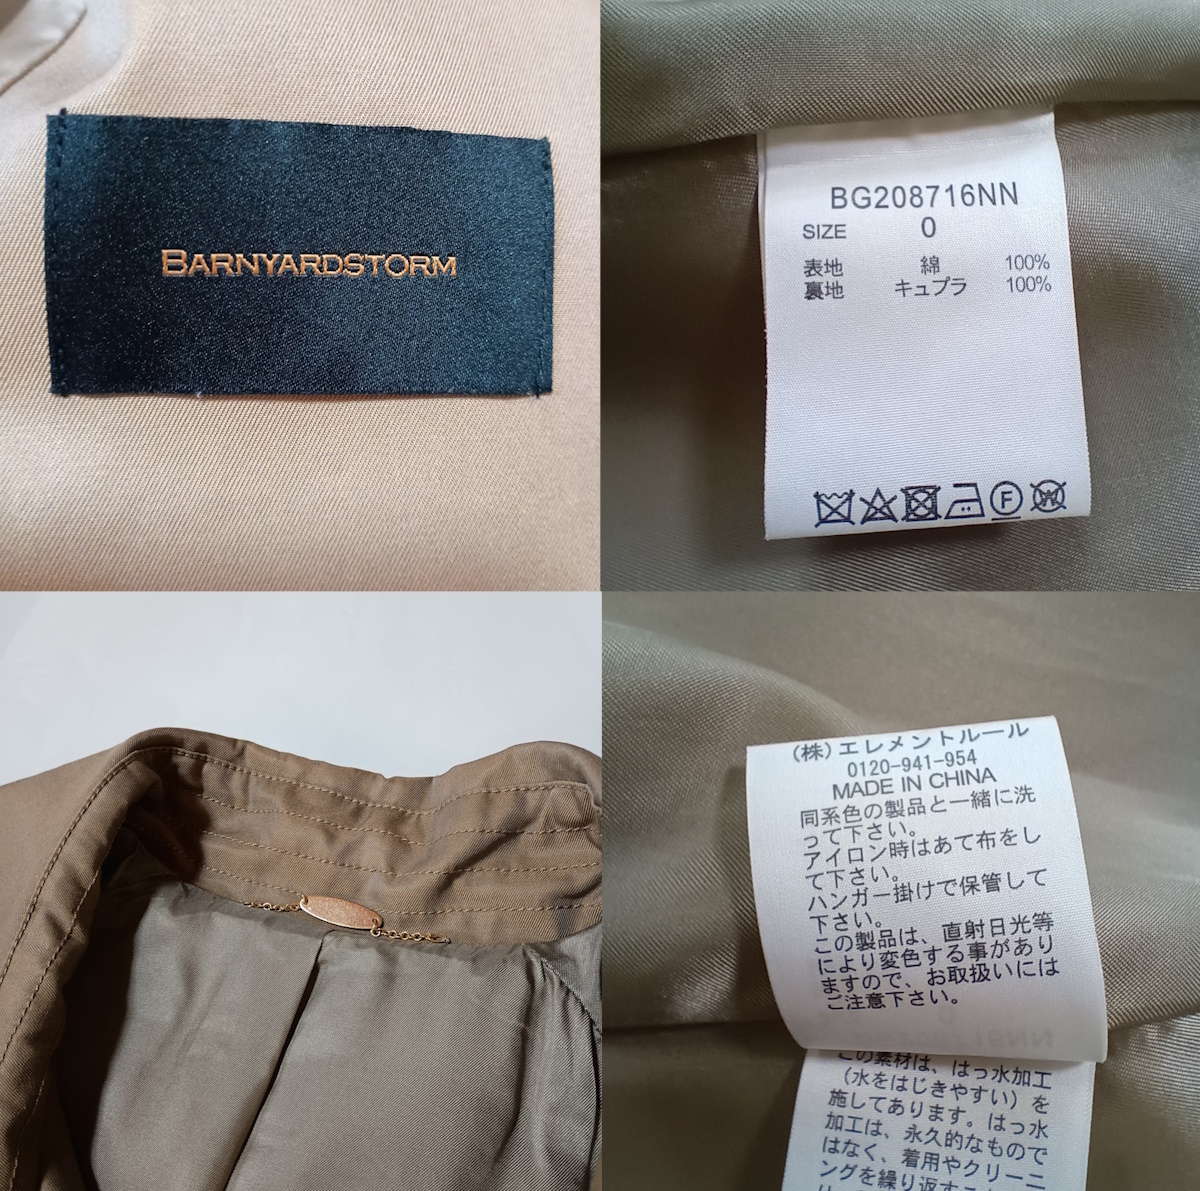 BARNYARDSTORM
BG208716NN
SIZE 0
表地 綿 100%
裏地 キュプラ 100%
F
W
(株)エレメントルール
0120-941-954
MADE IN CHINA
同系色の製品と一緒に洗
って下さい。
アイロン時はあて布をし
て下さい。
ハンガー掛けで保管して
下さい。
この製品は、直射日光等
により変色する事があり
ますので、お取扱いには
ご注意下さい。
この素材は、はっ水加工
(水をはじきやすい)を
施してあります。はっ水
加工は、永久的なもので
はなく、着用やクリーニ
ングを繰り返す